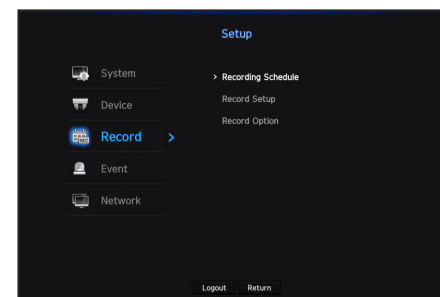 Setup
System
Device
Record >
Event
Network
> Recording Schedule
Record Setup
Record Option
Logout Return